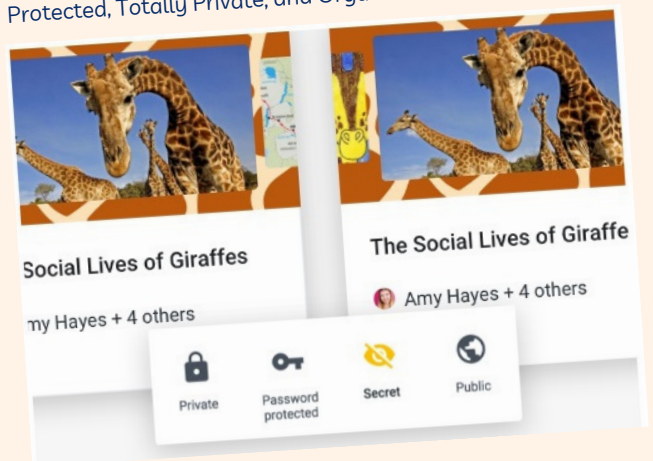 Protected, Totally Private, and
Social Lives of Giraffes
my Hayes + 4 others
The Social Lives of Giraffe
Amy Hayes + 4 others
Private
Password
protected
Secret
Public